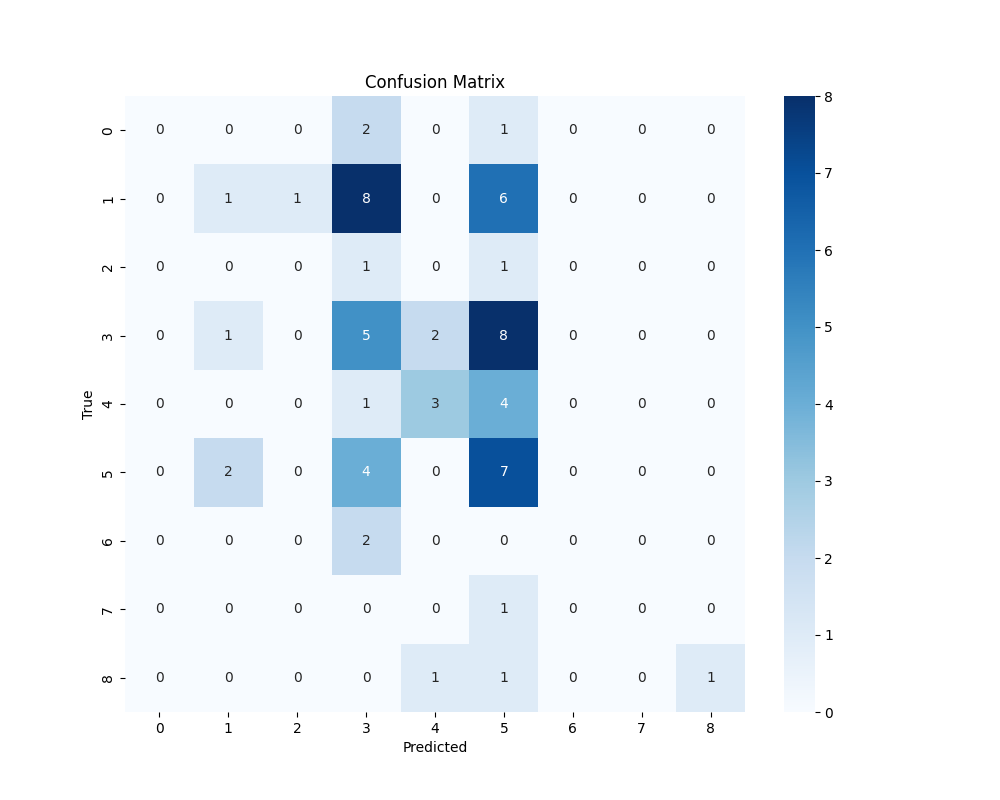 Confusion Matrix
0 0 0 0 2 0 1 0 0 0
1 0 1 1 8 0 6 0 0 0
2 0 0 0 1 0 1 0 0 0
3 0 1 0 5 2 8 0 0 0
4 0 0 0 1 3 4 0 0 0
5 0 2 0 4 0 7 0 0 0
6 0 0 0 2 0 0 0 0 0
7 0 0 0 0 0 1 0 0 0
8 0 0 0 0 1 1 0 0 1
0 1 2 3 4 5 6 7 8
True
Predicted
8
7
6
5
4
3
2
1
0